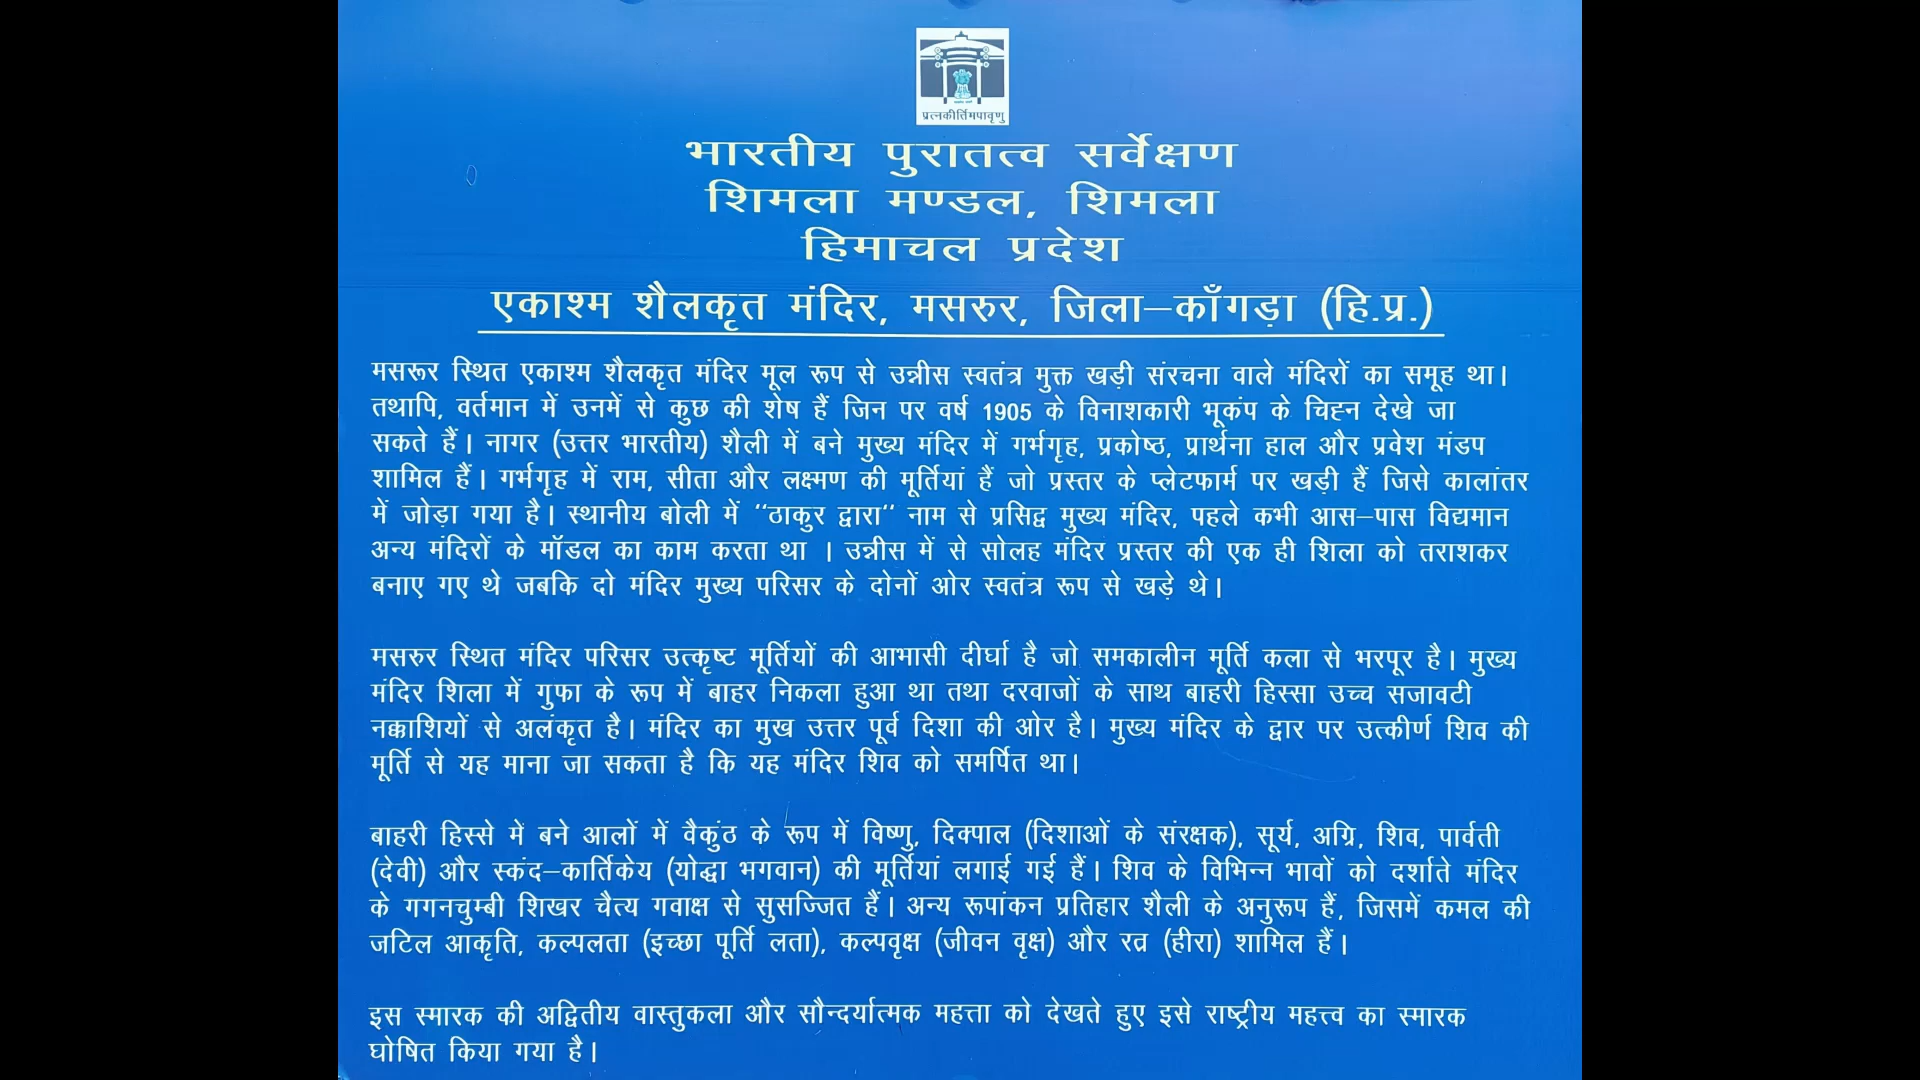 प्रत्नकीर्तिमपावृणु
भारतीय पुरातत्व सर्वेक्षण
शिमला मण्डल, शिमला
हिमाचल प्रदेश
एकाश्म शैलकृत मंदिर, मसरुर, जिला–काँगड़ा (हि.प्र.)
मसरूर स्थित एकाश्म शैलकृत मंदिर मूल रूप से उन्नीस स्वतंत्र मुक्त खड़ी संरचना वाले मंदिरों का समूह था।
तथापि, वर्तमान में उनमें से कुछ की शेष हैं जिन पर वर्ष 1905 के विनाशकारी भूकंप के चिह्न देखे जा
सकते हैं। नागर (उत्तर भारतीय) शैली में बने मुख्य मंदिर में गर्भगृह, प्रकोष्ठ, प्रार्थना हाल और प्रवेश मंडप
शामिल हैं। गर्भगृह में राम, सीता और लक्ष्मण की मूर्तियां हैं जो प्रस्तर के प्लेटफार्म पर खड़ी हैं जिसे कालांतर
में जोड़ा गया है। स्थानीय बोली में "ठाकुर द्वारा" नाम से प्रसिद्व मुख्य मंदिर, पहले कभी आस–पास विद्यमान
अन्य मंदिरों के मॉडल का काम करता था । उन्नीस में से सोलह मंदिर प्रस्तर की एक ही शिला को तराशकर
बनाए गए थे जबकि दो मंदिर मुख्य परिसर के दोनों ओर स्वतंत्र रूप से खड़े थे।
मसरुर स्थित मंदिर परिसर उत्कृष्ट मूर्तियों की आभासी दीर्घा है जो समकालीन मूर्ति कला से भरपूर है। मुख्य
मंदिर शिला में गुफा के रूप में बाहर निकला हुआ था तथा दरवाजों के साथ बाहरी हिस्सा उच्च सजावटी
नक्काशियों से अलंकृत है। मंदिर का मुख उत्तर पूर्व दिशा की ओर है। मुख्य मंदिर के द्वार पर उत्कीर्ण शिव की
मूर्ति से यह माना जा सकता है कि यह मंदिर शिव को समर्पित था।
बाहरी हिस्से में बने आलों में वैकुंठ के रूप में विष्णु, दिक्पाल (दिशाओं के संरक्षक), सूर्य, अग्रि, शिव, पार्वती
(देवी) और स्कंद–कार्तिकेय (योद्धा भगवान) की मूर्तियां लगाई गई हैं। शिव के विभिन्न भावों को दर्शाते मंदिर
के गगनचुम्बी शिखर चैत्य गवाक्ष से सुसज्जित हैं। अन्य रूपांकन प्रतिहार शैली के अनुरूप हैं, जिसमें कमल की
जटिल आकृति, कल्पलता (इच्छा पूर्ति लता), कल्पवृक्ष (जीवन वृक्ष) और रत्न (हीरा) शामिल हैं।
इस स्मारक की अद्वितीय वास्तुकला और सौन्दर्यात्मक महत्ता को देखते हुए इसे राष्ट्रीय महत्त्व का स्मारक
घोषित किया गया है।